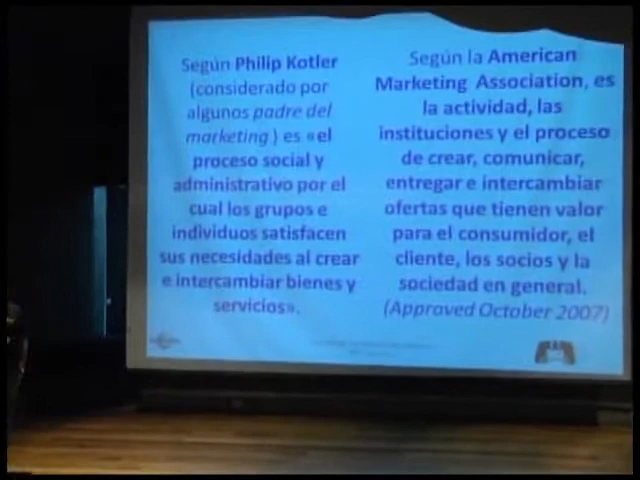 Según Philip Kotler
(considerado por
algunos padre del
marketing ) es «el
proceso social y
administrativo por el
cual los grupos e
individuos satisfacen
sus necesidades al crear
e intercambiar bienes y
servicios».
Según la American
Marketing Association, es
la actividad, las
instituciones y el proceso
de crear, comunicar,
entregar e intercambiar
ofertas que tienen valor
para el consumidor, el
cliente, los socios y la
sociedad en general.
(Approved October 2007)